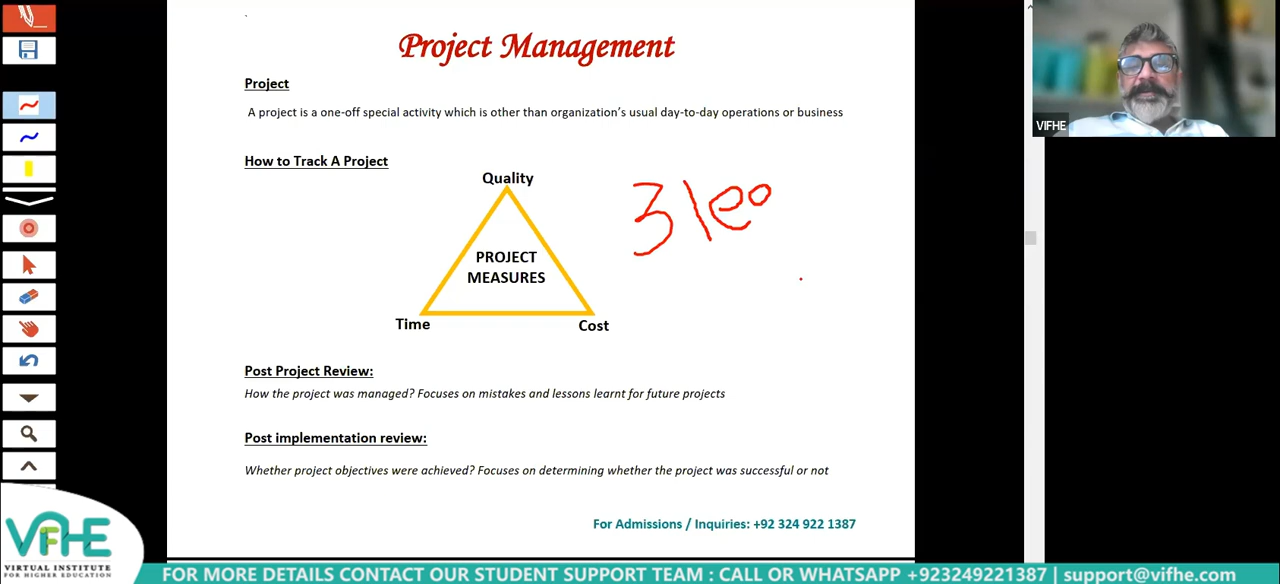 Project Management
Project
A project is a one-off special activity which is other than organization's usual day-to-day operations or business
How to Track A Project
Quality
PROJECT
MEASURES
Time
Cost
Post Project Review:
How the project was managed? Focuses on mistakes and lessons learnt for future projects
Post implementation review:
Whether project objectives were achieved? Focuses on determining whether the project was successful or not
For Admissions / Inquiries: +92 324 922 1387
VIFHE
VIFHE
VIRTUAL INSTITUTE
FOR HIGHER EDUCATION
FOR MORE DETAILS CONTACT OUR STUDENT SUPPORT TEAM : CALL OR WHATSAPP +923249221387 | support@vifhe.com